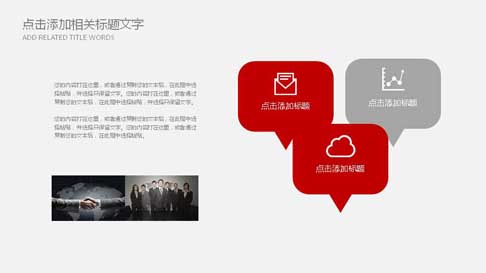 点击添加相关标题文字
ADD RELATED TITLE WORDS
您的内容打在这里，或者通过复制您的文本后，在此框中选
择粘贴，并选择只保留文字。您的内容打在这里，或者通过
复制您的文本后，在此框中选择粘贴，并选择只保留文字。
您的内容打在这里，或者通过复制您的文本后，在此框中选
择粘贴，并选择只保留文字。您的内容打在这里，或者通过
复制您的文本后，在此框中选择粘贴。
点击添加标题
点击添加标题
点击添加标题